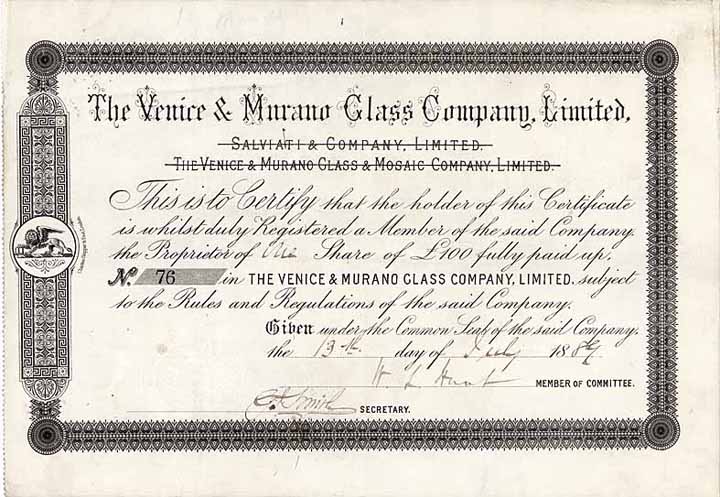 The Venice & Murano Glass Company, Limited,
SALVIATI & COMPANY, LIMITED.
THE VENICE & MURANO GLASS & MOSAIC COMPANY, LIMITED.
This is to Certify that the holder of this Certificate
is whilst duly Registered a Member of the said Company.
the Proprietor of One Share of £100 fully paid up,
No. 76 in THE VENICE & MURANO GLASS COMPANY, LIMITED. subject
to the Rules and Regulations of the said Company.
Given under the Common Seal of the said Company.
the 13th day of July 188
W. L. Hunt MEMBER OF COMMITTEE.
Smith SECRETARY.